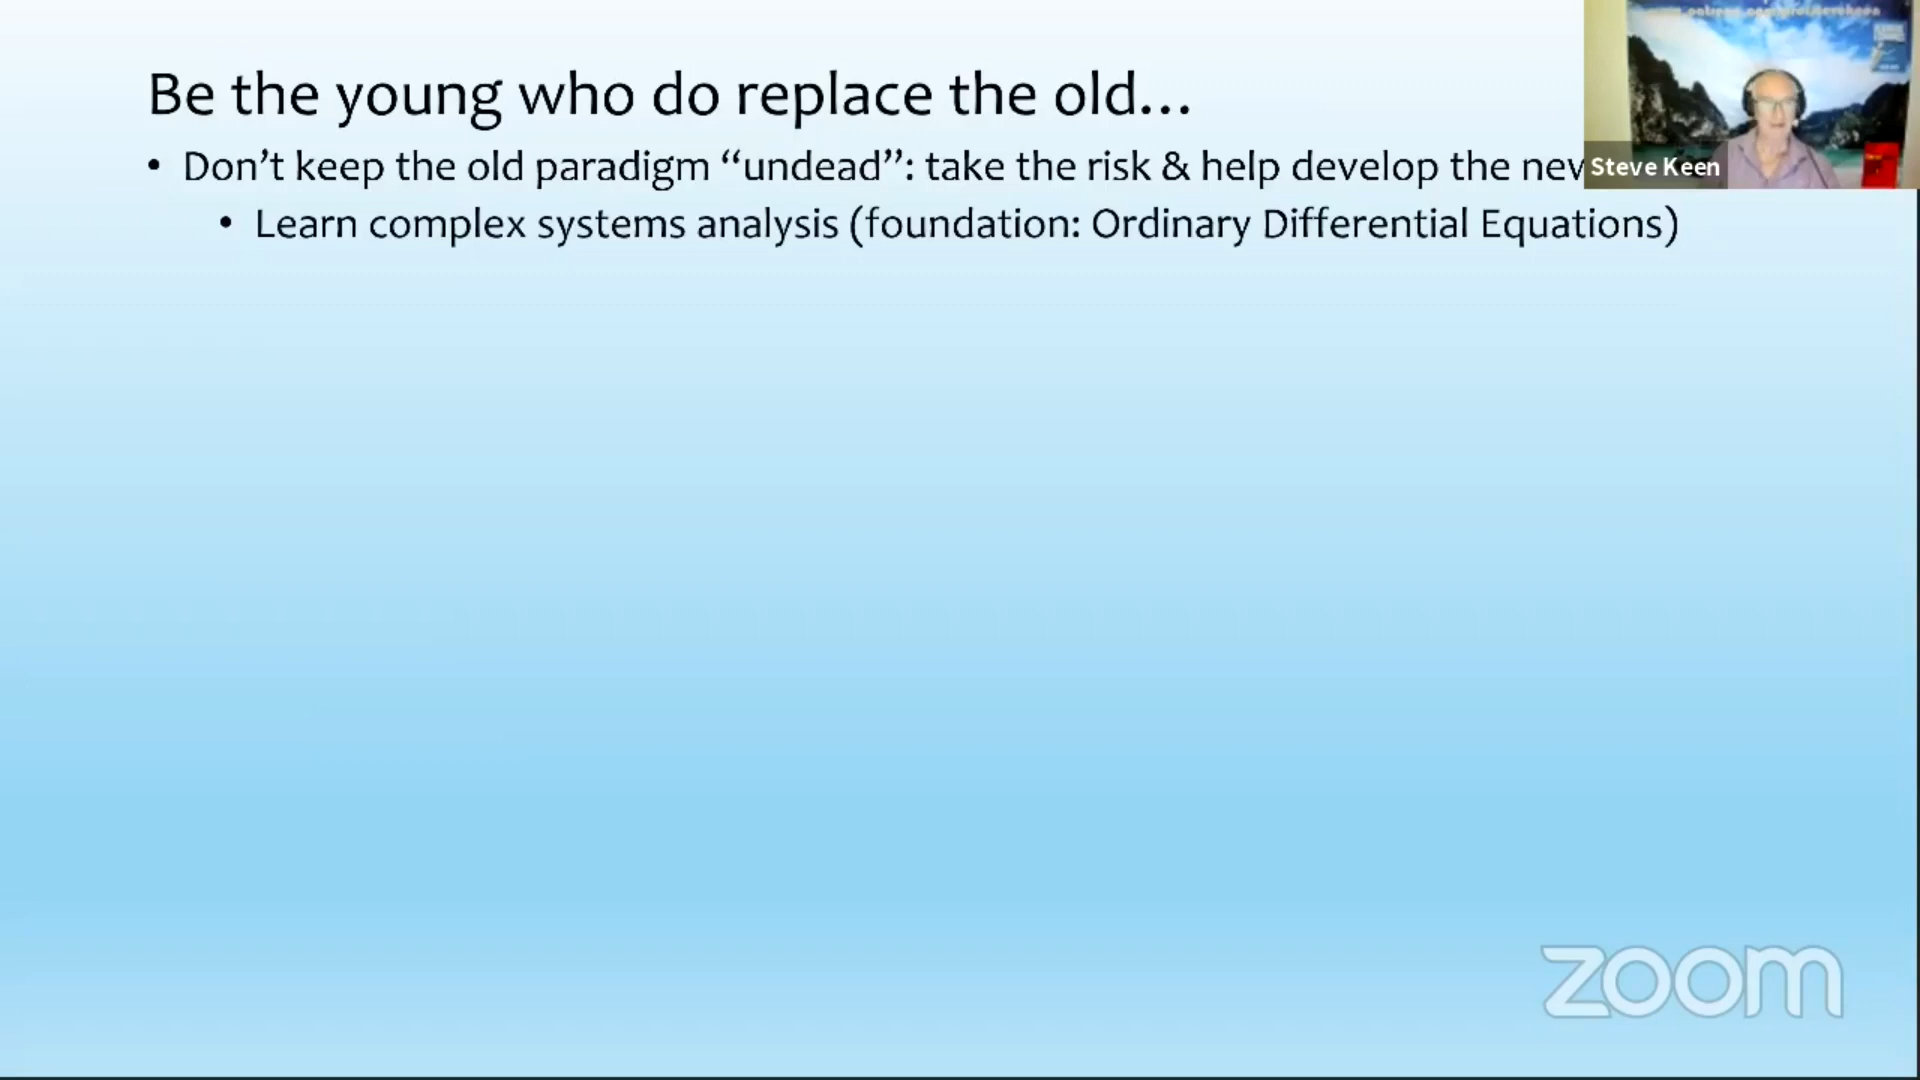 Be the young who do replace the old…
• Don’t keep the old paradigm “undead”: take the risk & help develop the
Steve Keen
• Learn complex systems analysis (foundation: Ordinary Differential Equations)
zoom